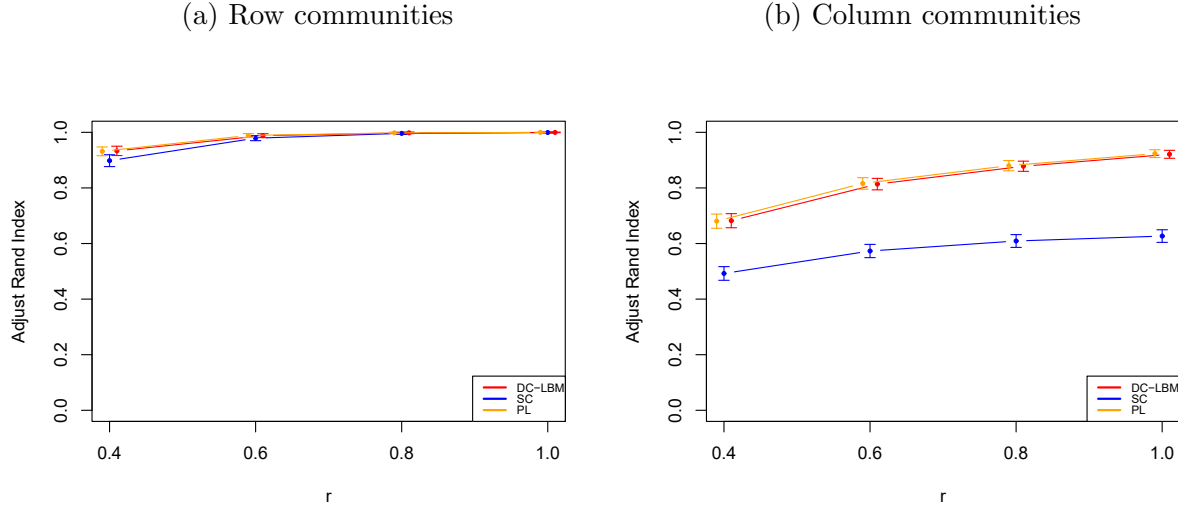 (a) Row communities
Adjust Rand Index
1.0
0.8
0.6
0.4
0.2
0.0
DC−LBM
SC
PL
0.4 0.6 0.8 1.0
r
(b) Column communities
Adjust Rand Index
1.0
0.8
0.6
0.4
0.2
0.0
DC−LBM
SC
PL
0.4 0.6 0.8 1.0
r